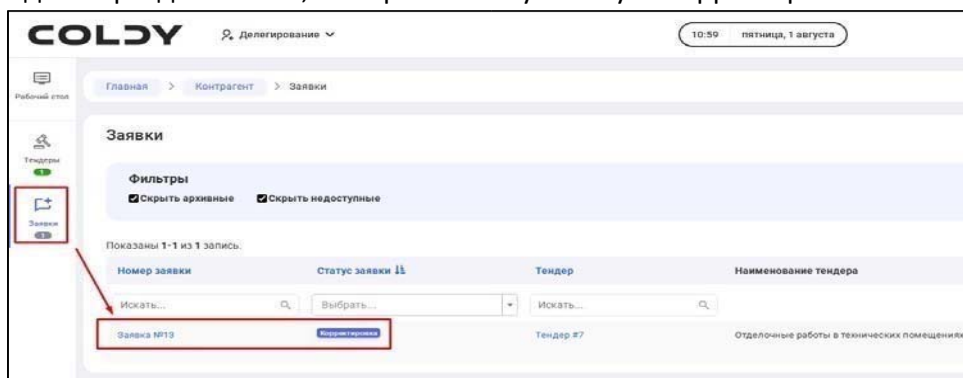 COLDY
Делегирование
10:59 пятница, 1 августа
Рабочий стол
Главная > Контрагент > Заявки
Тендеры
1
Заявки
1
Заявки
Фильтры
Скрыть архивные Скрыть недоступные
Показаны 1-1 из 1 запись.
Номер заявки Статус заявки Тендер Наименование тендера
Искать... Выбрать... Искать...
Заявка №13 Корректировка Тендер #7 Отделочные работы в технических помещениях